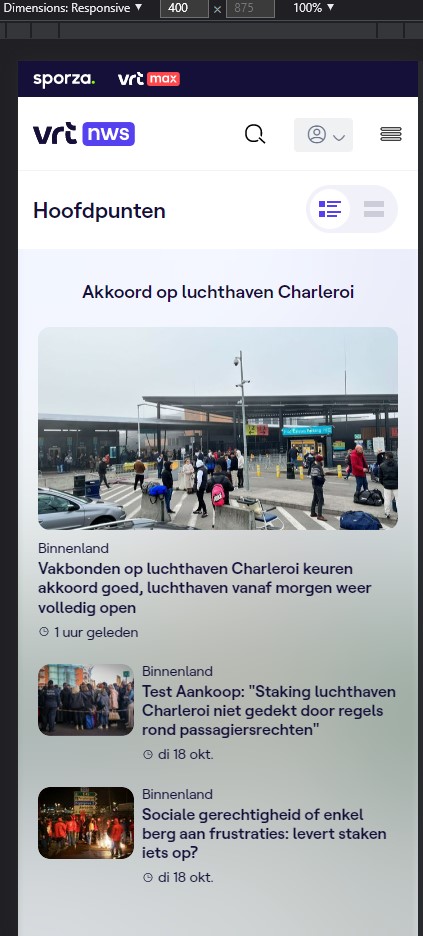 Dimensions: Responsive ▼ 400 × 875 100% ▼
sporza. vrt max
vrt nws
Hoofdpunten
Akkoord op luchthaven Charleroi
Binnenland
Vakbonden op luchthaven Charleroi keuren
akkoord goed, luchthaven vanaf morgen weer
volledig open
1 uur geleden
Binnenland
Test Aankoop: "Staking luchthaven
Charleroi niet gedekt door regels
rond passagiersrechten"
di 18 okt.
Binnenland
Sociale gerechtigheid of enkel
berg aan frustraties: levert staken
iets op?
di 18 okt.